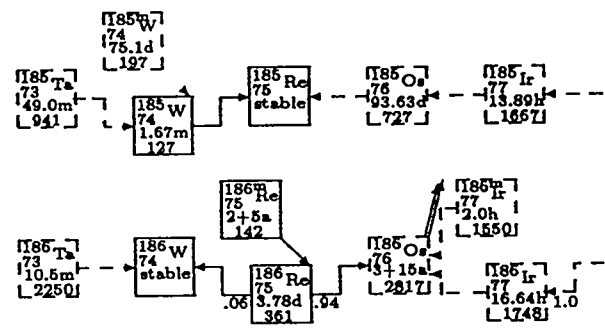 185m W
74
75.1d
197
185 Ta
73
49.0m
941
185 W
74
1.67m
127
185 Re
75
stable
185 Os
76
93.63d
727
185 Ir
77
13.89h
1667
186m Re
75
2+5a
142
186m Ir
77
2.0h
1550
186 Ta
73
10.5m
2250
186 W
74
stable
.06
186 Re
75
3.78d
361
.94
186 Os
76
3+15a
2817
186 Ir
77
16.64h
1748
1.0